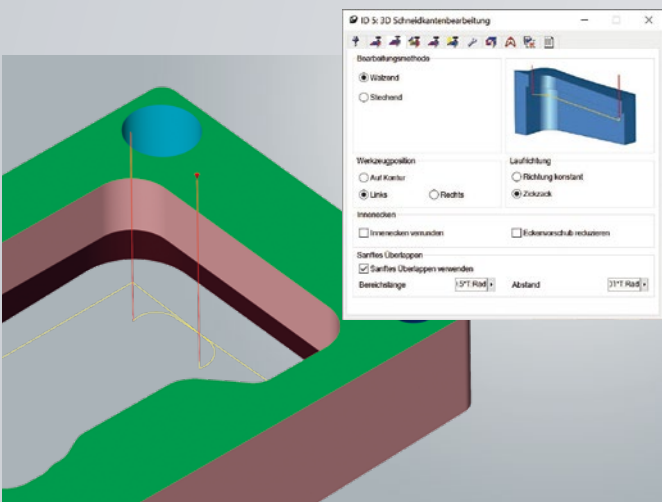 ID 5: 3D Schneidkantenbearbeitung
Bearbeitungsmethode
Walzend
Stechend
Werkzeugposition
Auf Kontur
Links Rechts
Laufrichtung
Richtung konstant
Zickzack
Innenecken
Innenecken verrunden Eckenvorschub reduzieren
Sanftes Überlappen
Sanftes Überlappen verwenden
Bereichslänge Abstand